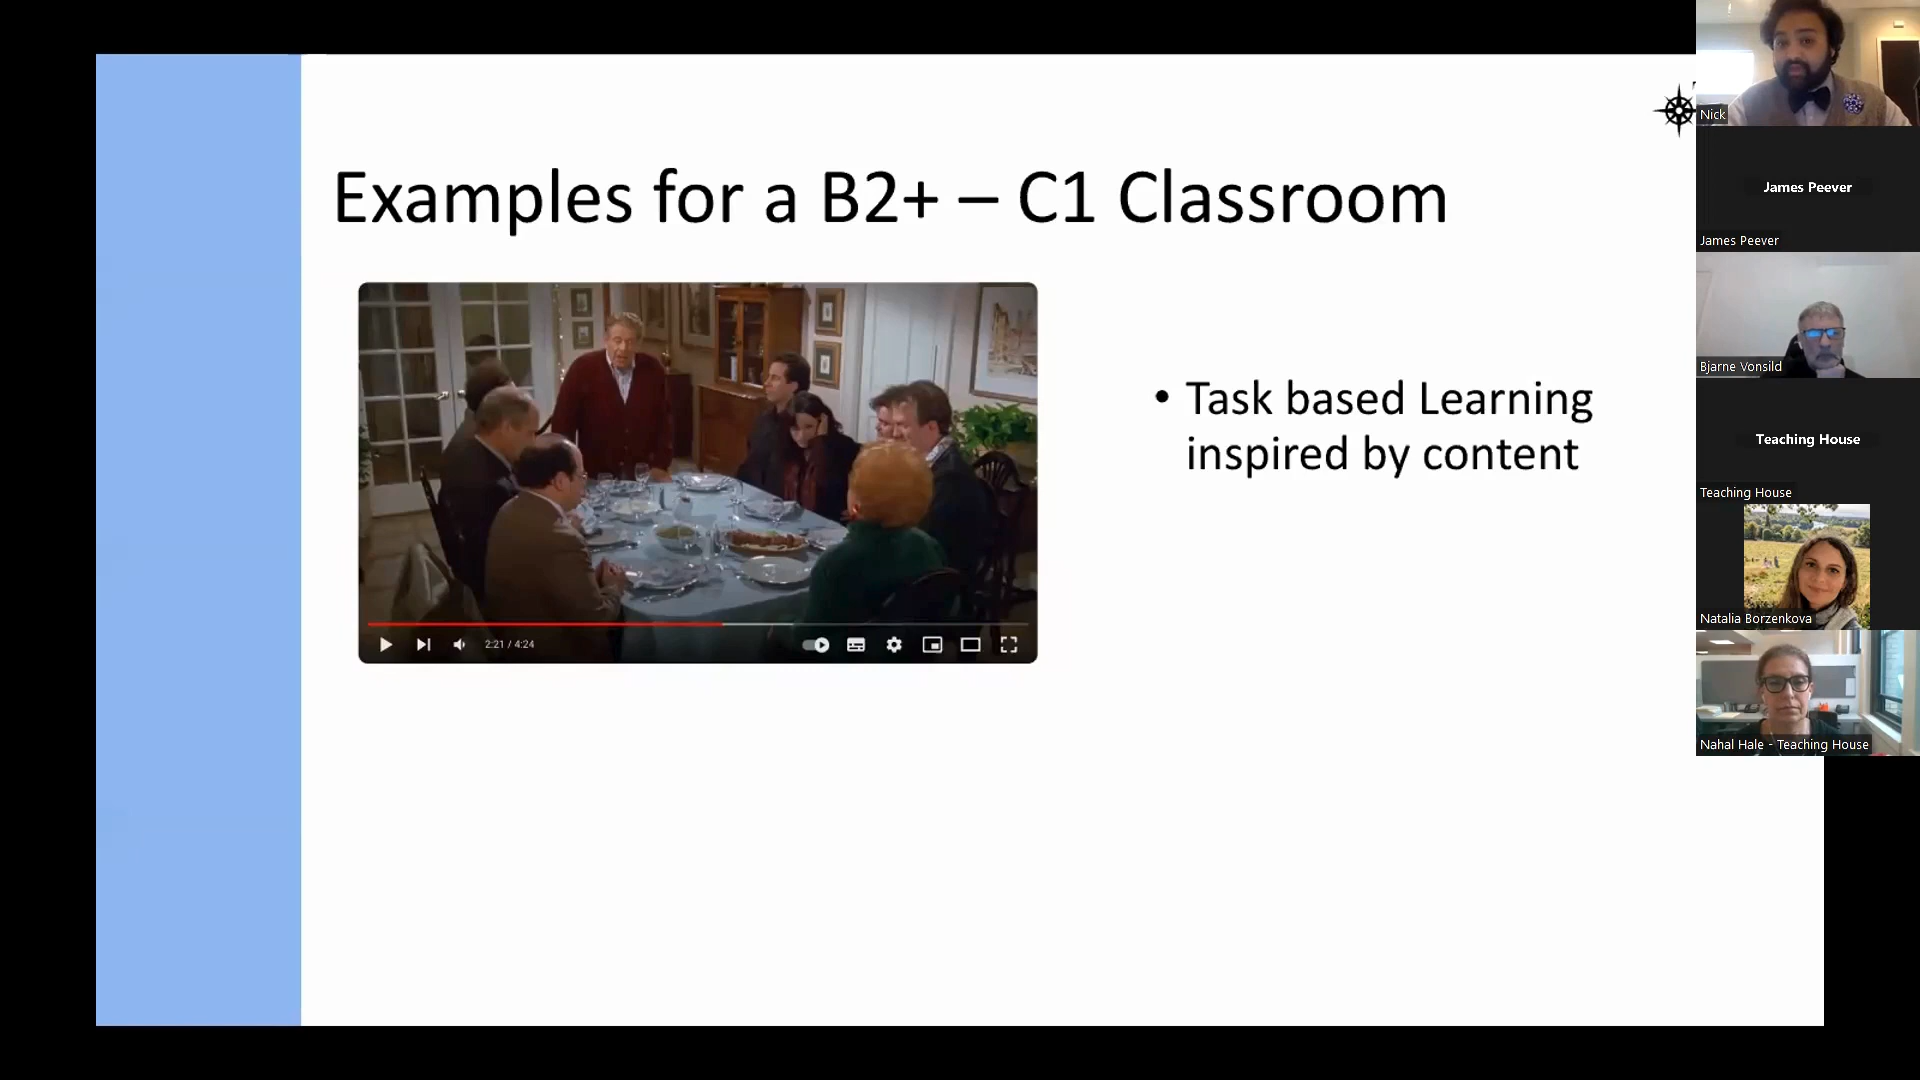 Examples for a B2+ – C1 Classroom
2:21 / 4:24
• Task based Learning
inspired by content
Nick
James Peever
James Peever
Bjarne Vonsild
Teaching House
Teaching House
Natalia Borzenkova
Nahal Hale - Teaching House